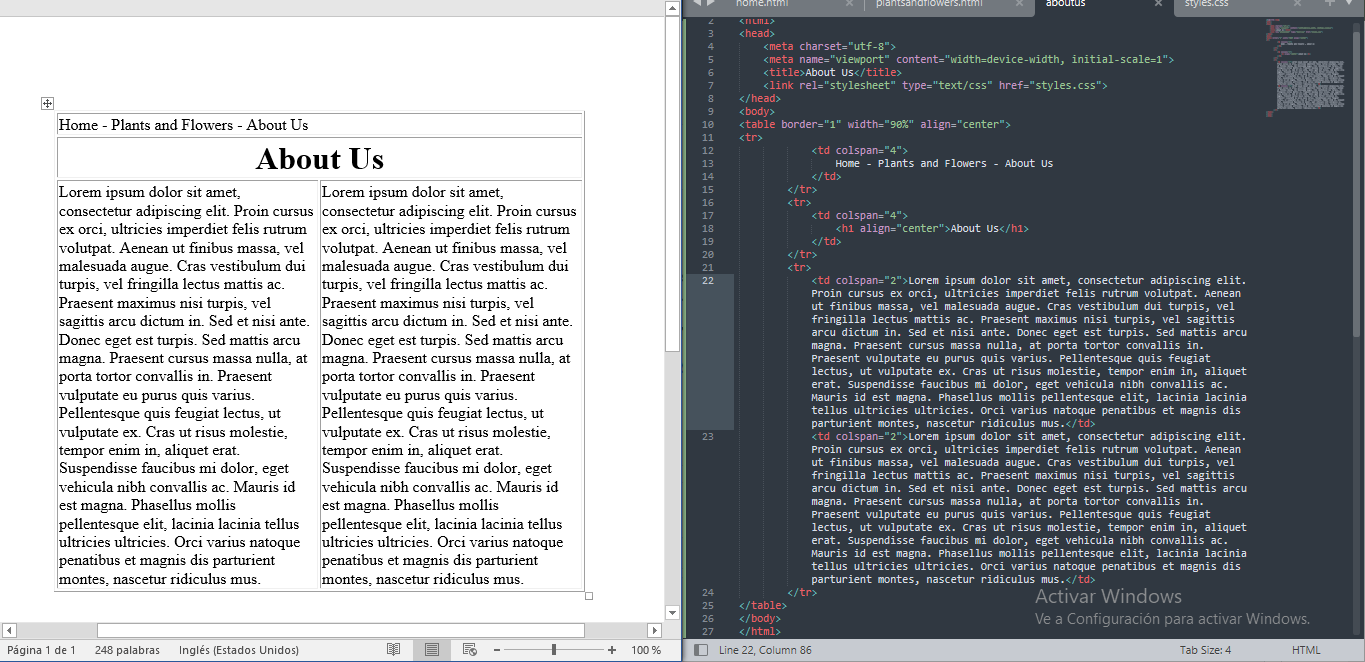 Home - Plants and Flowers - About Us
About Us
Lorem ipsum dolor sit amet,
consectetur adipiscing elit. Proin cursus
ex orci, ultricies imperdiet felis rutrum
volutpat. Aenean ut finibus massa, vel
malesuada augue. Cras vestibulum dui
turpis, vel fringilla lectus mattis ac.
Praesent maximus nisi turpis, vel
sagittis arcu dictum in. Sed et nisi ante.
Donec eget est turpis. Sed mattis arcu
magna. Praesent cursus massa nulla, at
porta tortor convallis in. Praesent
vulputate eu purus quis varius.
Pellentesque quis feugiat lectus, ut
vulputate ex. Cras ut risus molestie,
tempor enim in, aliquet erat.
Suspendisse faucibus mi dolor, eget
vehicula nibh convallis ac. Mauris id
est magna. Phasellus mollis
pellentesque elit, lacinia lacinia tellus
ultricies ultricies. Orci varius natoque
penatibus et magnis dis parturient
montes, nascetur ridiculus mus.
Lorem ipsum dolor sit amet,
consectetur adipiscing elit. Proin cursus
ex orci, ultricies imperdiet felis rutrum
volutpat. Aenean ut finibus massa, vel
malesuada augue. Cras vestibulum dui
turpis, vel fringilla lectus mattis ac.
Praesent maximus nisi turpis, vel
sagittis arcu dictum in. Sed et nisi ante.
Donec eget est turpis. Sed mattis arcu
magna. Praesent cursus massa nulla, at
porta tortor convallis in. Praesent
vulputate eu purus quis varius.
Pellentesque quis feugiat lectus, ut
vulputate ex. Cras ut risus molestie,
tempor enim in, aliquet erat.
Suspendisse faucibus mi dolor, eget
vehicula nibh convallis ac. Mauris id
est magna. Phasellus mollis
pellentesque elit, lacinia lacinia tellus
ultricies ultricies. Orci varius natoque
penatibus et magnis dis parturient
montes, nascetur ridiculus mus.
Página 1 de 1 248 palabras Inglés (Estados Unidos) 100 %
home.html plantsandflowers.html aboutus styles.css
2 <html>
3 <head>
4 <meta charset="utf-8">
5 <meta name="viewport" content="width=device-width, initial-scale=1">
6 <title>About Us</title>
7 <link rel="stylesheet" type="text/css" href="styles.css">
8 </head>
9 <body>
10 <table border="1" width="90%" align="center">
11 <tr>
12 <td colspan="4">
13 Home - Plants and Flowers - About Us
14 </td>
15 </tr>
16 <tr>
17 <td colspan="4">
18 <h1 align="center">About Us</h1>
19 </td>
20 </tr>
21 <tr>
22 <td colspan="2">Lorem ipsum dolor sit amet, consectetur adipiscing elit.
Proin cursus ex orci, ultricies imperdiet felis rutrum volutpat. Aenean
ut finibus massa, vel malesuada augue. Cras vestibulum dui turpis, vel
fringilla lectus mattis ac. Praesent maximus nisi turpis, vel sagittis
arcu dictum in. Sed et nisi ante. Donec eget est turpis. Sed mattis arcu
magna. Praesent cursus massa nulla, at porta tortor convallis in.
Praesent vulputate eu purus quis varius. Pellentesque quis feugiat
lectus, ut vulputate ex. Cras ut risus molestie, tempor enim in, aliquet
erat. Suspendisse faucibus mi dolor, eget vehicula nibh convallis ac.
Mauris id est magna. Phasellus mollis pellentesque elit, lacinia lacinia
tellus ultricies ultricies. Orci varius natoque penatibus et magnis dis
parturient montes, nascetur ridiculus mus.</td>
23 <td colspan="2">Lorem ipsum dolor sit amet, consectetur adipiscing elit.
Proin cursus ex orci, ultricies imperdiet felis rutrum volutpat. Aenean
ut finibus massa, vel malesuada augue. Cras vestibulum dui turpis, vel
fringilla lectus mattis ac. Praesent maximus nisi turpis, vel sagittis
arcu dictum in. Sed et nisi ante. Donec eget est turpis. Sed mattis arcu
magna. Praesent cursus massa nulla, at porta tortor convallis in.
Praesent vulputate eu purus quis varius. Pellentesque quis feugiat
lectus, ut vulputate ex. Cras ut risus molestie, tempor enim in, aliquet
erat. Suspendisse faucibus mi dolor, eget vehicula nibh convallis ac.
Mauris id est magna. Phasellus mollis pellentesque elit, lacinia lacinia
tellus ultricies ultricies. Orci varius natoque penatibus et magnis dis
parturient montes, nascetur ridiculus mus.</td>
24 </tr>
25 </table>
26 </body>
27 </html>
Activar Windows
Ve a Configuración para activar Windows.
Line 22, Column 86 Tab Size: 4 HTML